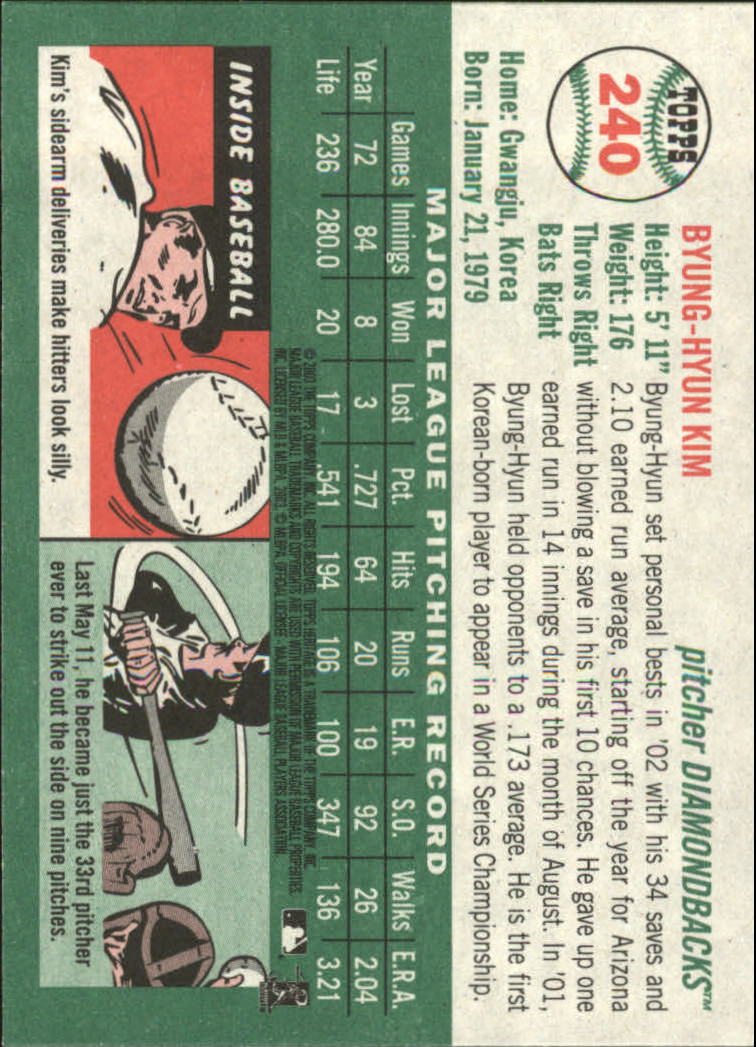 TOPPS
240
BYUNG-HYUN KIM
pitcher DIAMONDBACKS™
Height: 5' 11"
Weight: 176
Throws Right
Bats Right
Home: Gwangju, Korea
Born: January 21, 1979
Byung-Hyun set personal bests in '02 with his 34 saves and
2.10 earned run average, starting off the year for Arizona
without blowing a save in his first 10 chances. He gave up one
earned run in 14 innings during the month of August. In '01,
Byung-Hyun held opponents to a .173 average. He is the first
Korean-born player to appear in a World Series Championship.
MAJOR LEAGUE PITCHING RECORD
Games Innings Won Lost Pct. Hits Runs E.R. S.O. Walks E.R.A.
Year 72 84 8 3 .727 64 20 19 92 26 2.04
Life 236 280.0 20 17 .541 194 106 100 347 136 3.21
INSIDE BASEBALL
Kim's sidearm deliveries make hitters look silly.
Last May 11, he became just the 33rd pitcher
ever to strike out the side on nine pitches.